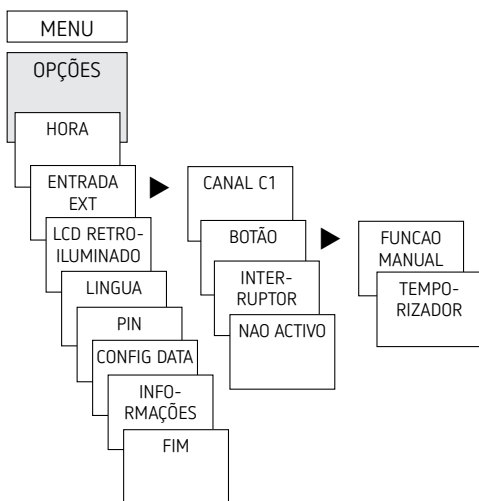 MENU
OPÇÕES
HORA
ENTRADA
EXT
LCD RETRO-
ILUMINADO
LINGUA
PIN
CONFIG DATA
INFO-
RMAÇÕES
FIM
CANAL C1
BOTÃO
INTER-
RUPTOR
NAO ACTIVO
FUNCAO
MANUAL
TEMPO-
RIZADOR